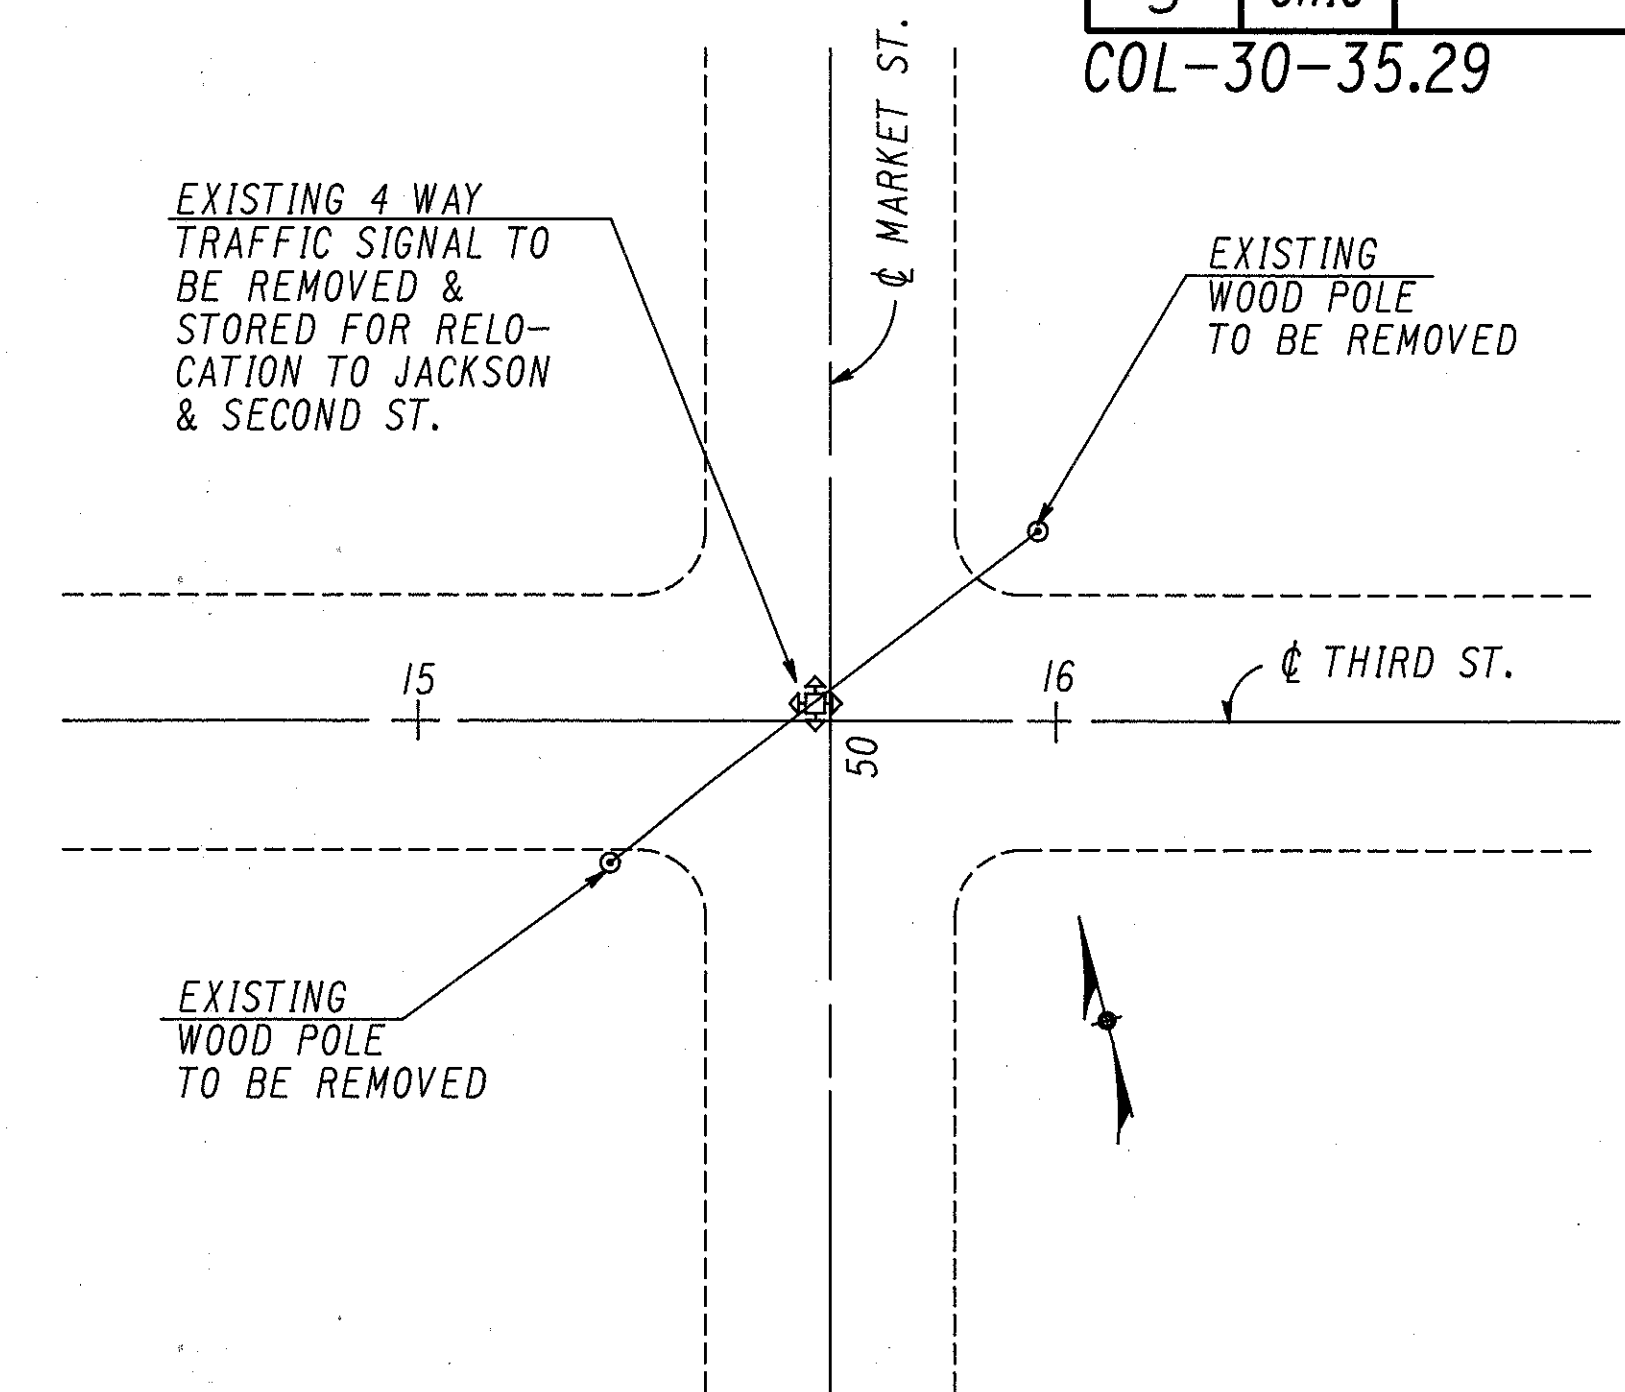 COL-30-35.29
℄ MARKET ST.
EXISTING 4 WAY
TRAFFIC SIGNAL TO
BE REMOVED &
STORED FOR RELO-
CATION TO JACKSON
& SECOND ST.
EXISTING
WOOD POLE
TO BE REMOVED
15
16
℄ THIRD ST.
50
EXISTING
WOOD POLE
TO BE REMOVED